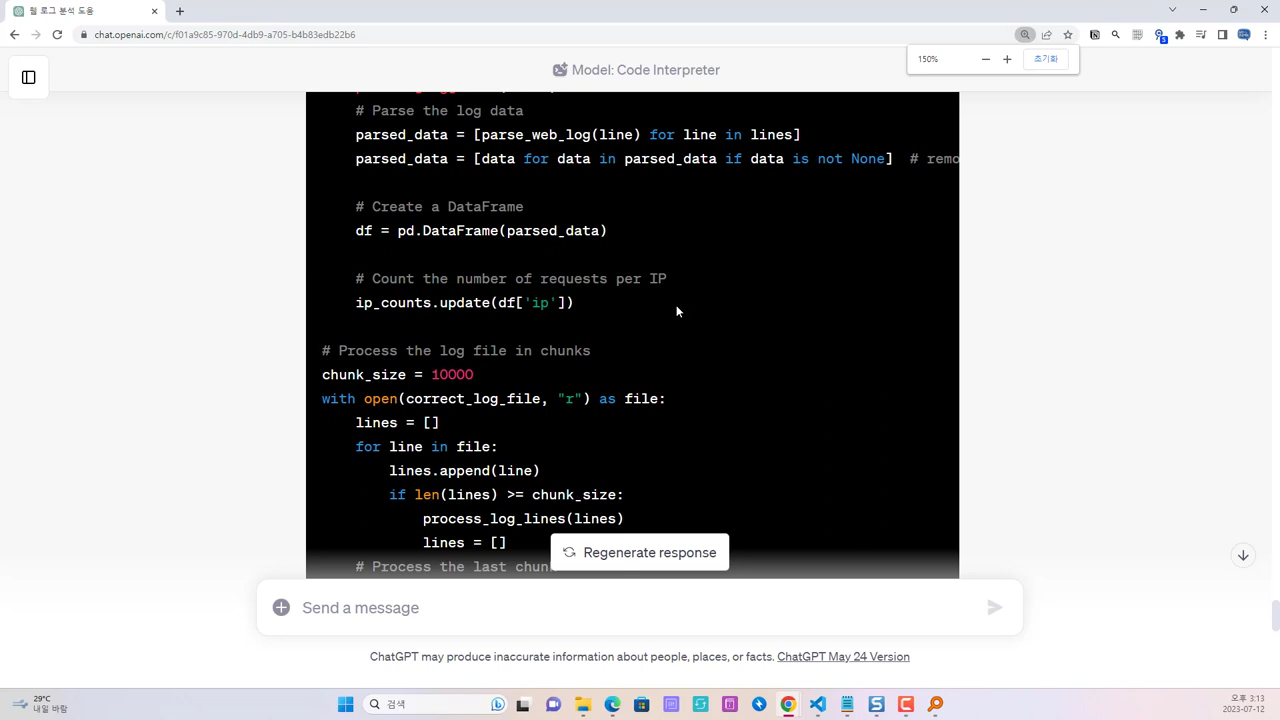 웹 로그 분석 도움
chat.openai.com/c/f01a9c85-970d-4db9-a705-b4b83edb22b6
5
150%
초기화
Model: Code Interpreter
# Parse the log data
parsed_data = [parse_web_log(line) for line in lines]
parsed_data = [data for data in parsed_data if data is not None]  # remo
# Create a DataFrame
df = pd.DataFrame(parsed_data)
# Count the number of requests per IP
ip_counts.update(df['ip'])
# Process the log file in chunks
chunk_size = 10000
with open(correct_log_file, "r") as file:
lines = []
for line in file:
lines.append(line)
if len(lines) >= chunk_size:
process_log_lines(lines)
lines = []
# Process the last chun
Regenerate response
Send a message
ChatGPT may produce inaccurate information about people, places, or facts. ChatGPT May 24 Version
29°C
내일 바람
검색
오후 3:13
2023-07-12